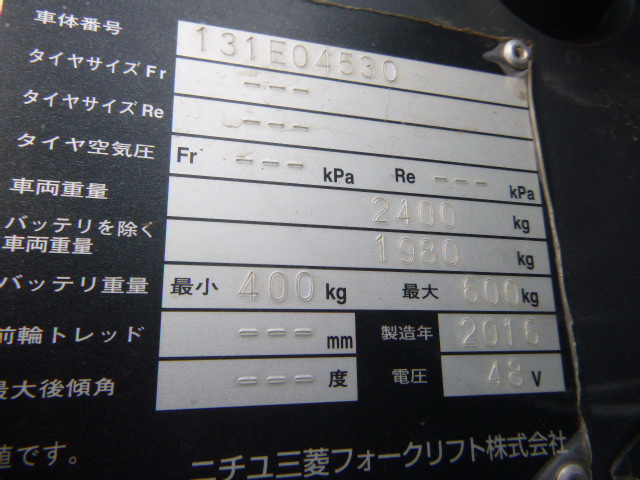 車体番号 131E04530
タイヤサイズ Fr ---
タイヤサイズ Re ---
タイヤ空気圧 Fr --- kPa Re --- kPa
車両重量 2400 kg
バッテリを除く
車両重量 1980 kg
バッテリ重量 最小 400 kg 最大 600 kg
前輪トレッド --- mm 製造年 2016
最大後傾角 --- 度 電圧 48 V
値です。 ニチユ三菱フォークリフト株式会社